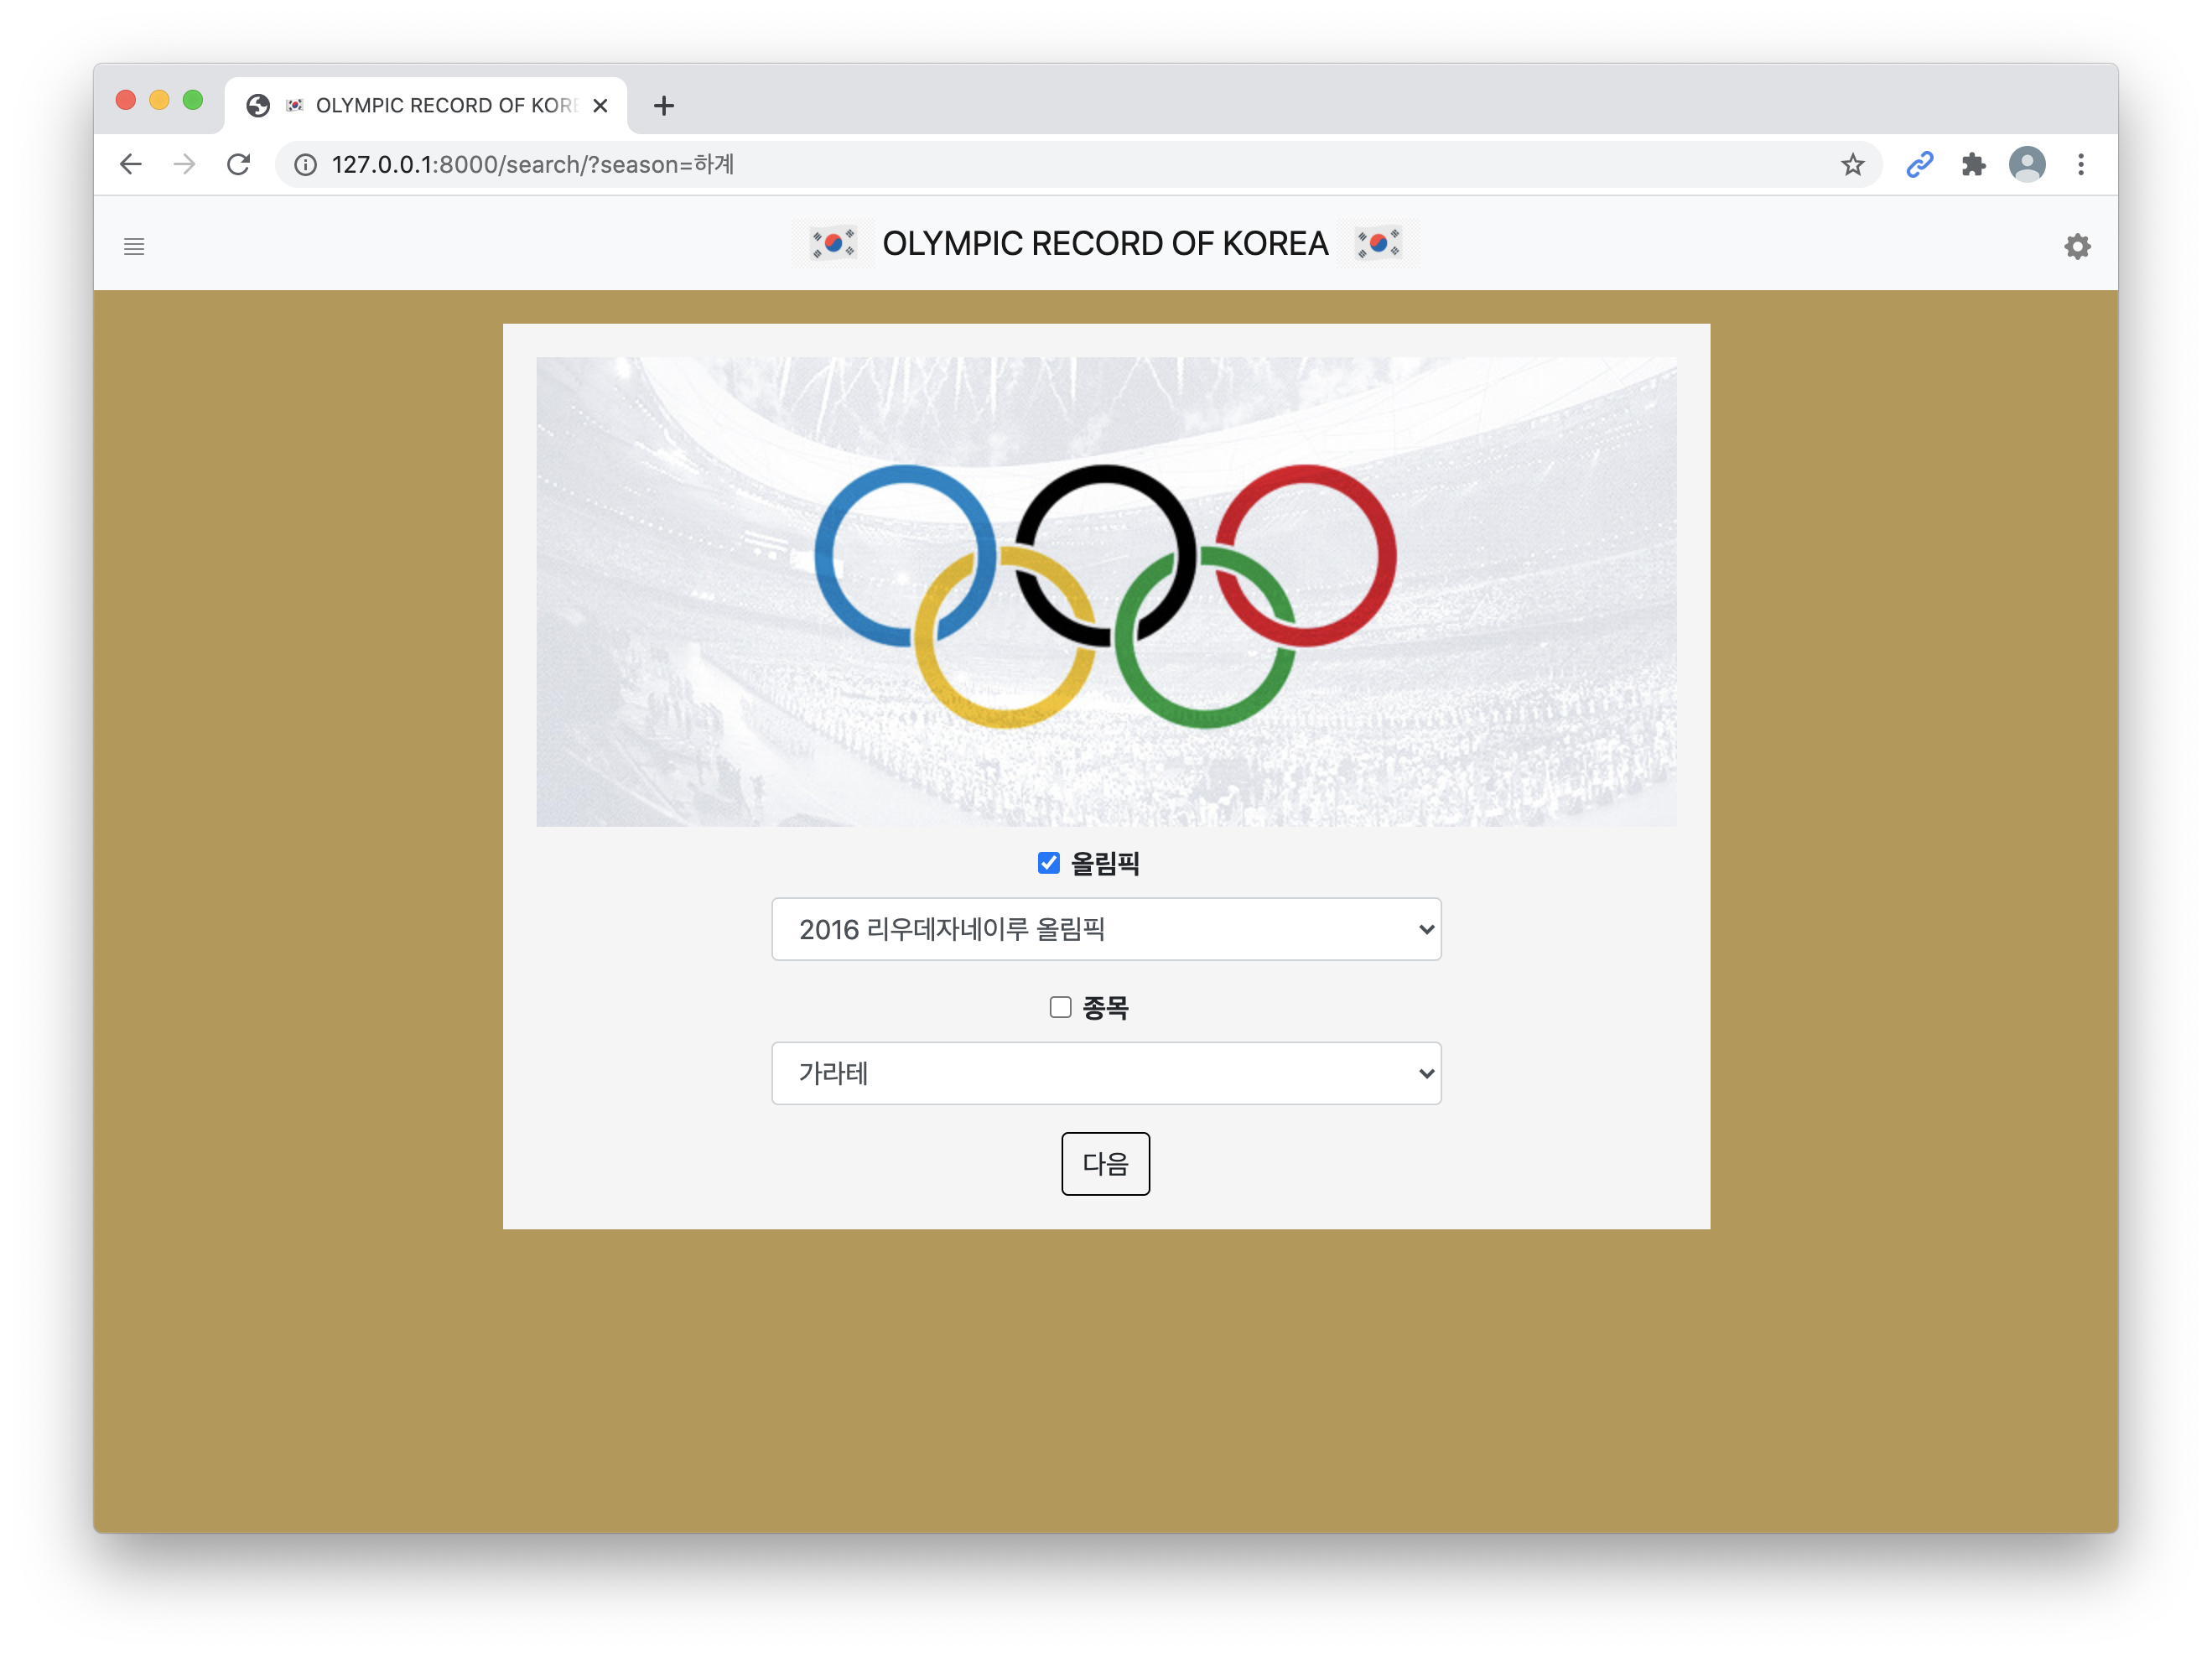 OLYMPIC RECORD OF KOR
127.0.0.1:8000/search/?season=하계
OLYMPIC RECORD OF KOREA
올림픽
2016 리우데자네이루 올림픽
종목
가라테
다음